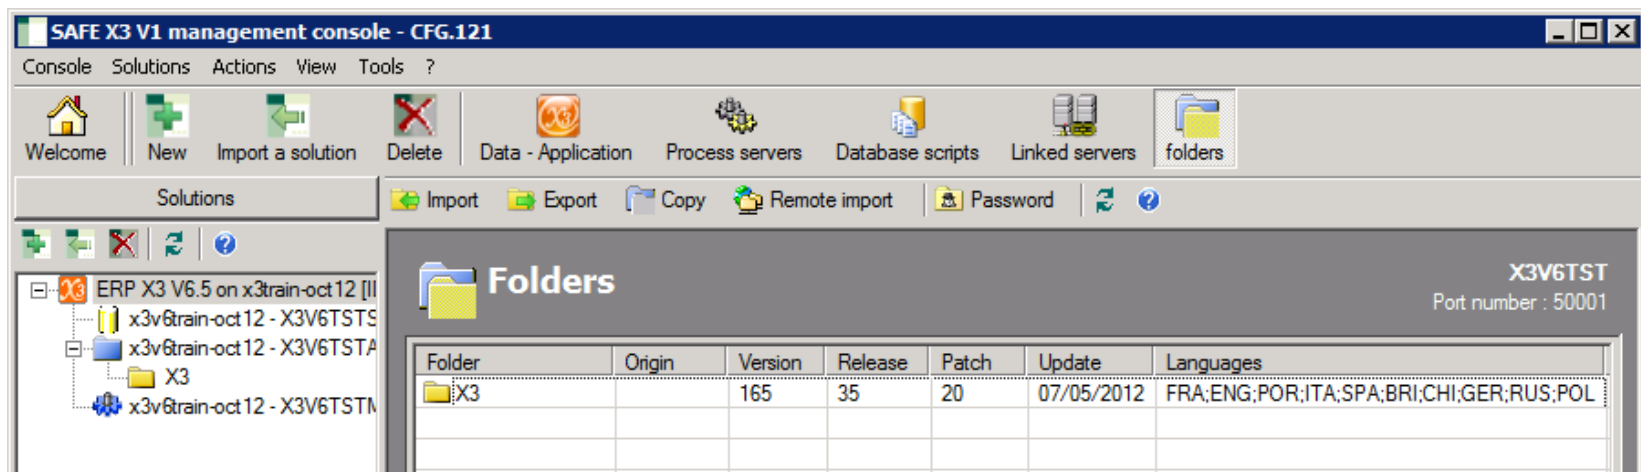 SAFE X3 V1 management console - CFG.121
Console Solutions Actions View Tools ?
Welcome New Import a solution Delete Data - Application Process servers Database scripts Linked servers folders
Solutions
Import Export Copy Remote import Password
Folders
X3V6TST
Port number : 50001
ERP X3 V6.5 on x3train-oct12 [II
x3v6train-oct12 - X3V6TSTS
x3v6train-oct12 - X3V6TSTA
X3
x3v6train-oct12 - X3V6TSTM
Folder Origin Version Release Patch Update Languages
X3 165 35 20 07/05/2012 FRA;ENG;POR;ITA;SPA;BRI;CHI;GER;RUS;POL